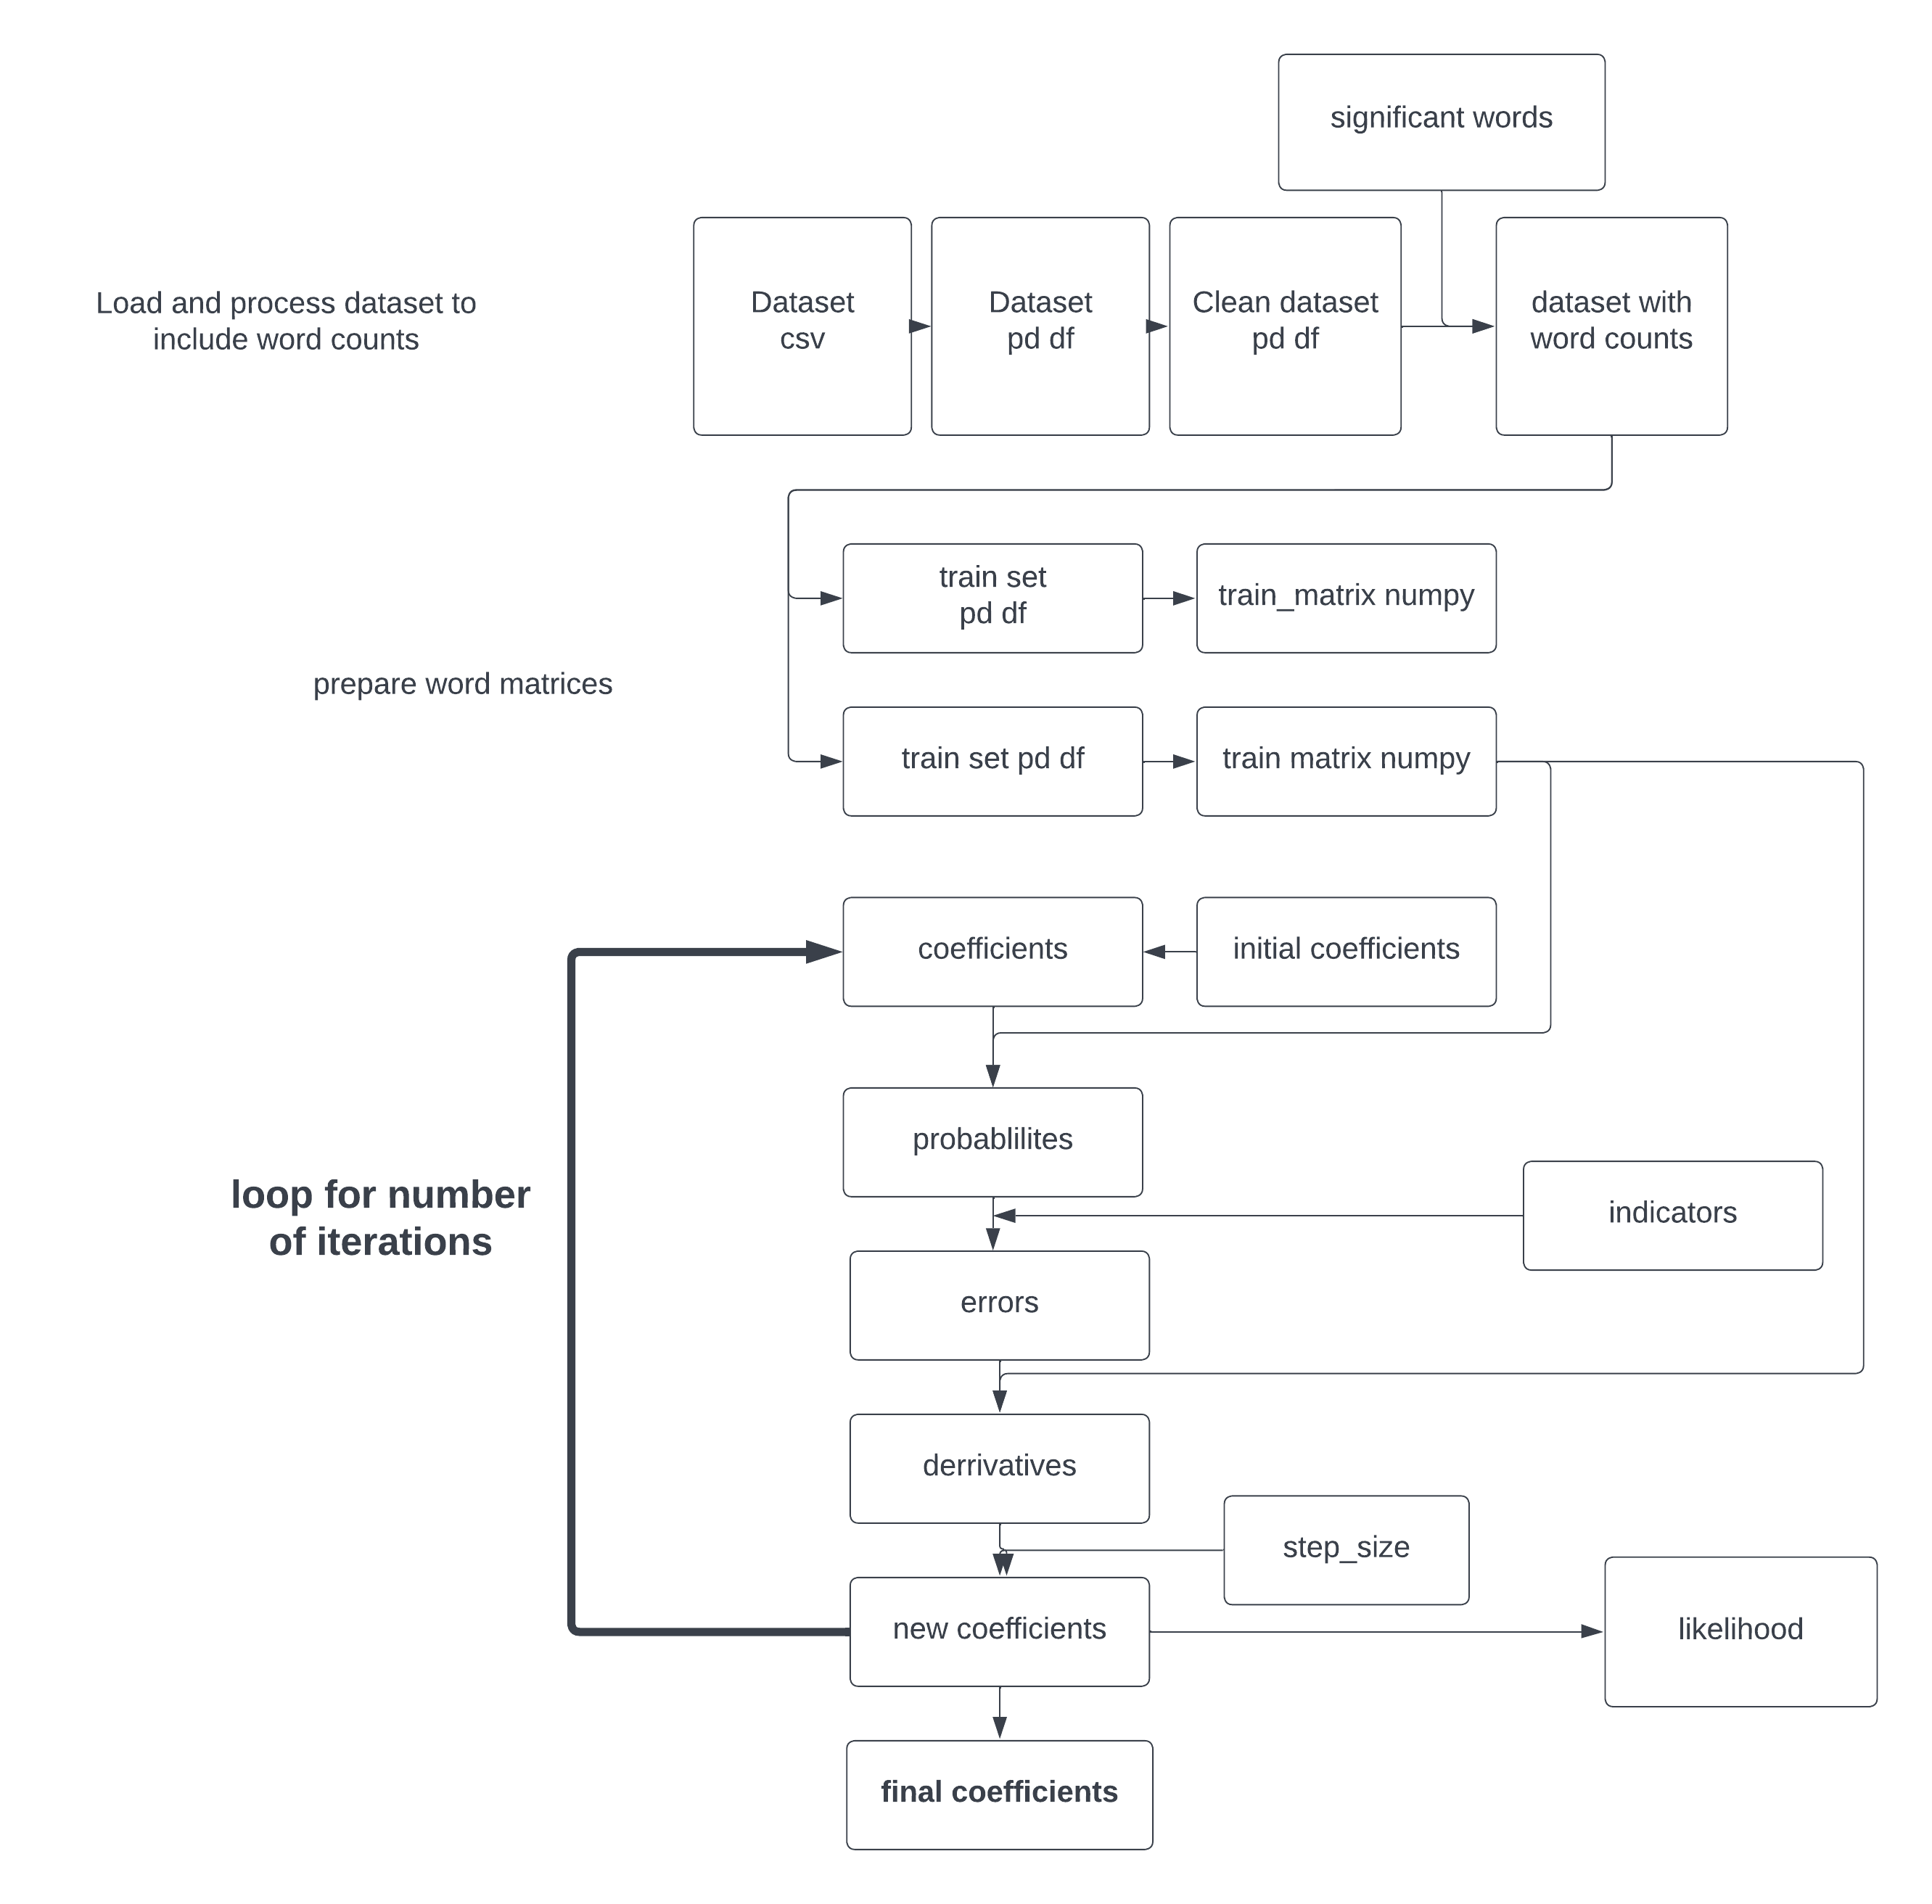 significant words
Load and process dataset to
include word counts
Dataset
csv
Dataset
pd df
Clean dataset
pd df
dataset with
word counts
train set
pd df
train_matrix numpy
prepare word matrices
train set pd df
train matrix numpy
coefficients
initial coefficients
probablilites
loop for number
of iterations
indicators
errors
derrivatives
step_size
new coefficients
likelihood
final coefficients